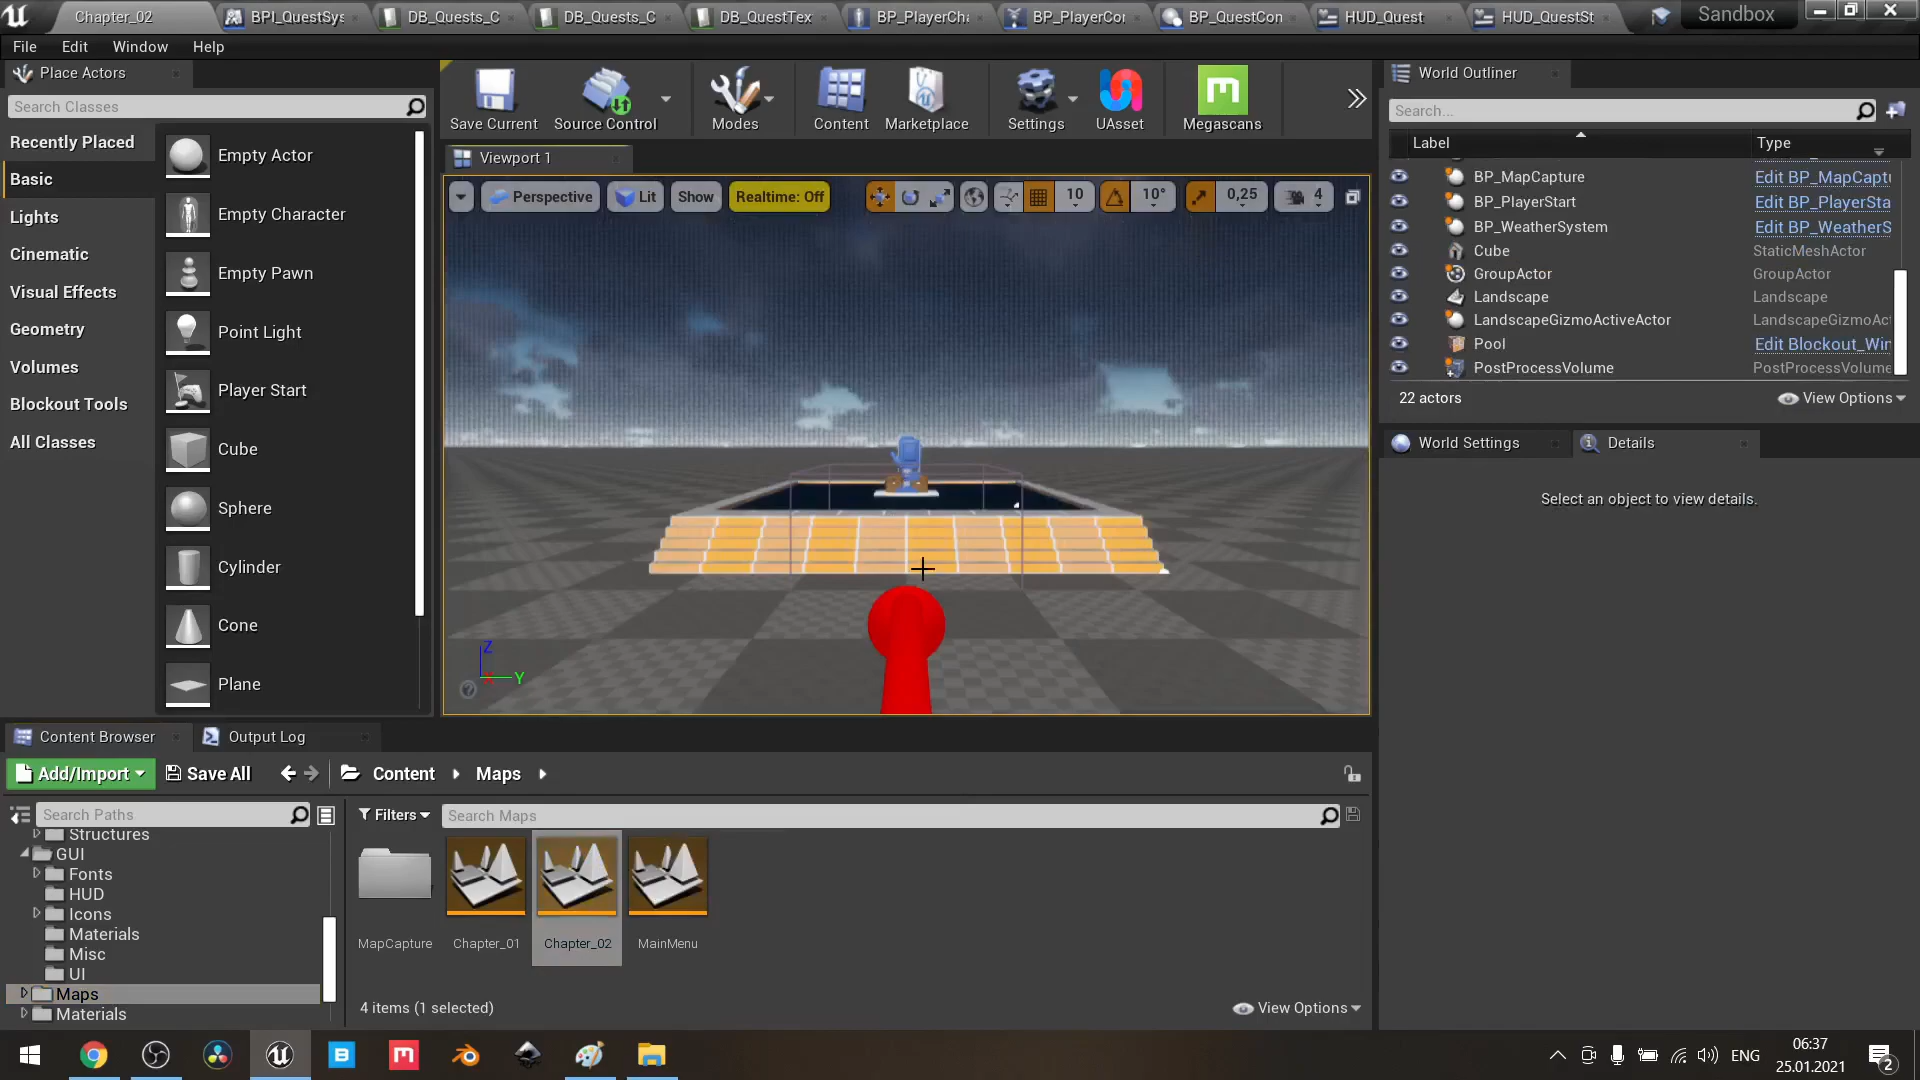 Chapter_02
BPI_QuestSys
DB_Quests_C
DB_Quests_C
DB_QuestTex
BP_PlayerCha
BP_PlayerCor
BP_QuestCon
HUD_Quest
HUD_QuestSt
Sandbox
File Edit Window Help
Place Actors
Search Classes
Recently Placed
Basic
Lights
Cinematic
Visual Effects
Geometry
Volumes
Blockout Tools
All Classes
Empty Actor
Empty Character
Empty Pawn
Point Light
Player Start
Cube
Sphere
Cylinder
Cone
Plane
Save Current
Source Control
Modes
Content
Marketplace
Settings
UAsset
Megascans
Viewport 1
Perspective Lit Show Realtime: Off
10 10° 0,25 4
Z
X Y
World Outliner
Search...
Label Type
BP_MapCapture Edit BP_MapCaptu
BP_PlayerStart Edit BP_PlayerSta
BP_WeatherSystem Edit BP_WeatherS
Cube StaticMeshActor
GroupActor GroupActor
Landscape Landscape
LandscapeGizmoActiveActor LandscapeGizmoAct
Pool Edit Blockout_Win
PostProcessVolume PostProcessVolume
22 actors View Options
World Settings Details
Select an object to view details.
Content Browser Output Log
Add/Import Save All Content Maps
Search Paths
Structures
GUI
Fonts
HUD
Icons
Materials
Misc
UI
Maps
Materials
Filters Search Maps
MapCapture Chapter_01 Chapter_02 MainMenu
4 items (1 selected) View Options
ENG
06:37
25.01.2021
2